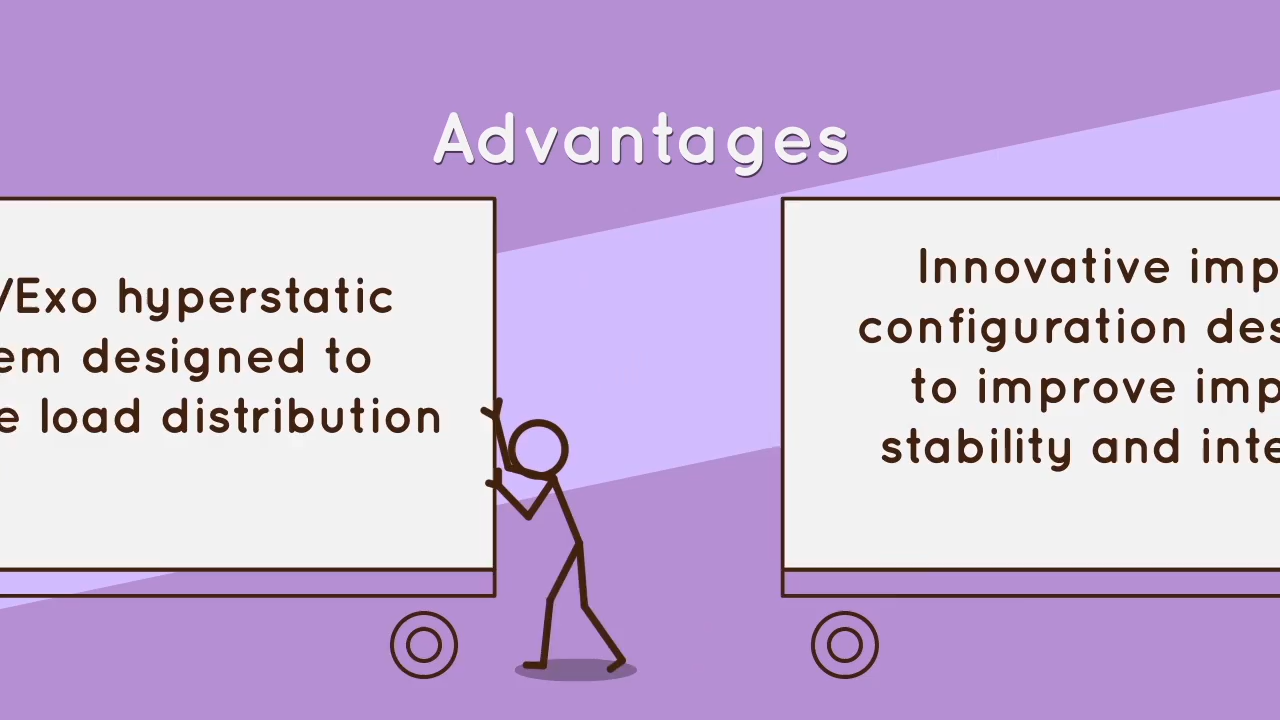 Advantages
/Exo hyperstatic
em designed to
e load distribution
Innovative imp
configuration des
to improve imp
stability and inte